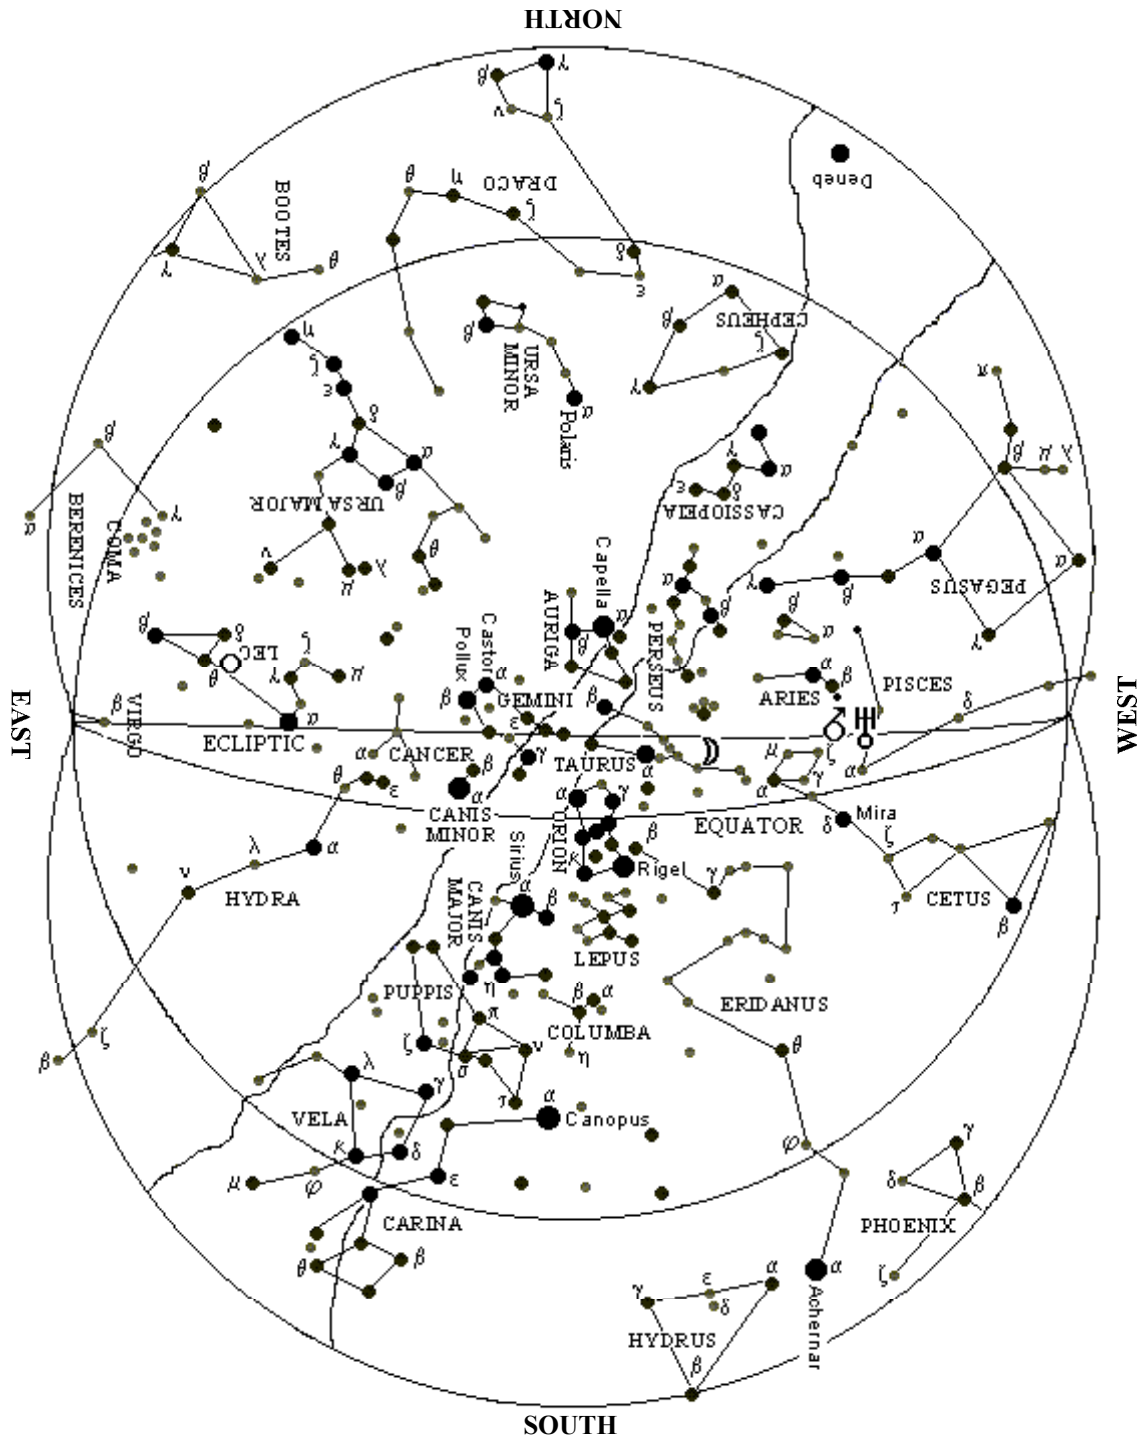 NORTH
β γ
ν ζ
Deneb
θ η DRACO ζ
β
BOOTES
γ λ θ
δ
ε
α
β CEPHEUS
ζ
γ
β URSA MINOR
α Polaris
η
ζ
ε
δ
γ α
β
URSA MAJOR
ν μ λ
θ
π
β μ λ
α
PEGASUS
α
γ
γ α
δ
ε
CASSIOPEIA
β
γ
α
COMA
BERENICES
Capella
α
AURIGA
β
PERSEUS
α
β
γ β
β
α
β δ
LEO
θ
ζ
γ μ
α
Castor
Pollux
α
β
GEMINI
ε
γ
β
ARIES
α
β
PISCES
δ
α
EAST
WEST
β
VIRGO
ECLIPTIC
α CANCER
TAURUS
α
μ ζ
α γ
θ
ε
β
α
CANIS
MINOR
α γ
ORION
κ
β
Rigel
EQUATOR
δ Mira
ζ
τ CETUS
β
λ α
ν
HYDRA
Sirius
α
β
CANIS
MAJOR
η
γ
LEPUS
PUPPIS
ζ
π
ν
σ
τ
β α
COLUMBA
η
ERIDANUS
θ
β ζ
λ
γ
VELA
κ δ
μ φ
α
Canopus
φ
ε
CARINA
θ β
γ
δ
β
PHOENIX
ζ
α
Achernar
γ ε α
δ
HYDRUS
β
SOUTH